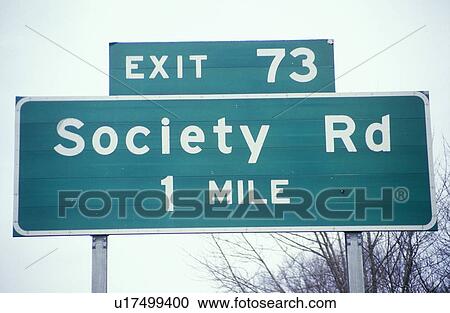 EXIT 73
Society Rd
1 MILE
FOTOSEARCH®
u17499400 www.fotosearch.com